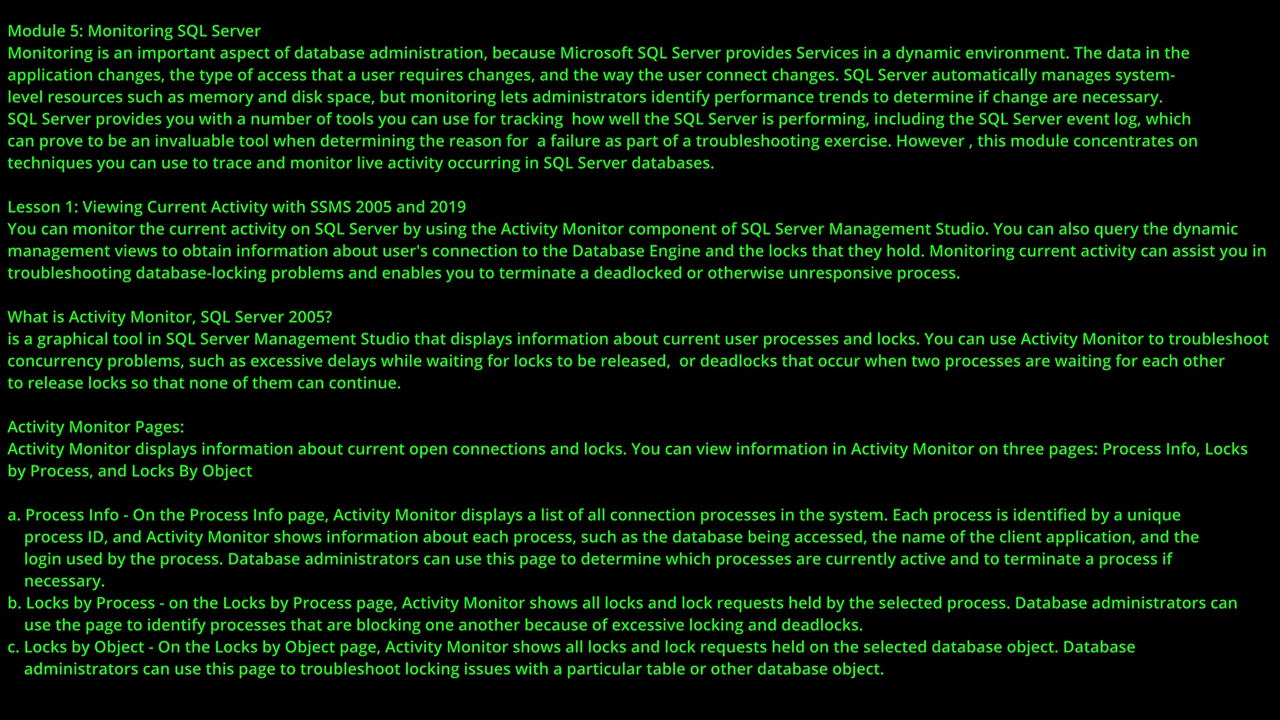 Module 5: Monitoring SQL Server
Monitoring is an important aspect of database administration, because Microsoft SQL Server provides Services in a dynamic environment. The data in the
application changes, the type of access that a user requires changes, and the way the user connect changes. SQL Server automatically manages system-
level resources such as memory and disk space, but monitoring lets administrators identify performance trends to determine if change are necessary.
SQL Server provides you with a number of tools you can use for tracking  how well the SQL Server is performing, including the SQL Server event log, which
can prove to be an invaluable tool when determining the reason for  a failure as part of a troubleshooting exercise. However , this module concentrates on
techniques you can use to trace and monitor live activity occurring in SQL Server databases.

Lesson 1: Viewing Current Activity with SSMS 2005 and 2019
You can monitor the current activity on SQL Server by using the Activity Monitor component of SQL Server Management Studio. You can also query the dynamic
management views to obtain information about user's connection to the Database Engine and the locks that they hold. Monitoring current activity can assist you in
troubleshooting database-locking problems and enables you to terminate a deadlocked or otherwise unresponsive process.

What is Activity Monitor, SQL Server 2005?
is a graphical tool in SQL Server Management Studio that displays information about current user processes and locks. You can use Activity Monitor to troubleshoot
concurrency problems, such as excessive delays while waiting for locks to be released,  or deadlocks that occur when two processes are waiting for each other
to release locks so that none of them can continue.

Activity Monitor Pages:
Activity Monitor displays information about current open connections and locks. You can view information in Activity Monitor on three pages: Process Info, Locks
by Process, and Locks By Object

a. Process Info - On the Process Info page, Activity Monitor displays a list of all connection processes in the system. Each process is identified by a unique
process ID, and Activity Monitor shows information about each process, such as the database being accessed, the name of the client application, and the
login used by the process. Database administrators can use this page to determine which processes are currently active and to terminate a process if
necessary.
b. Locks by Process - on the Locks by Process page, Activity Monitor shows all locks and lock requests held by the selected process. Database administrators can
use the page to identify processes that are blocking one another because of excessive locking and deadlocks.
c. Locks by Object - On the Locks by Object page, Activity Monitor shows all locks and lock requests held on the selected database object. Database
administrators can use this page to troubleshoot locking issues with a particular table or other database object.